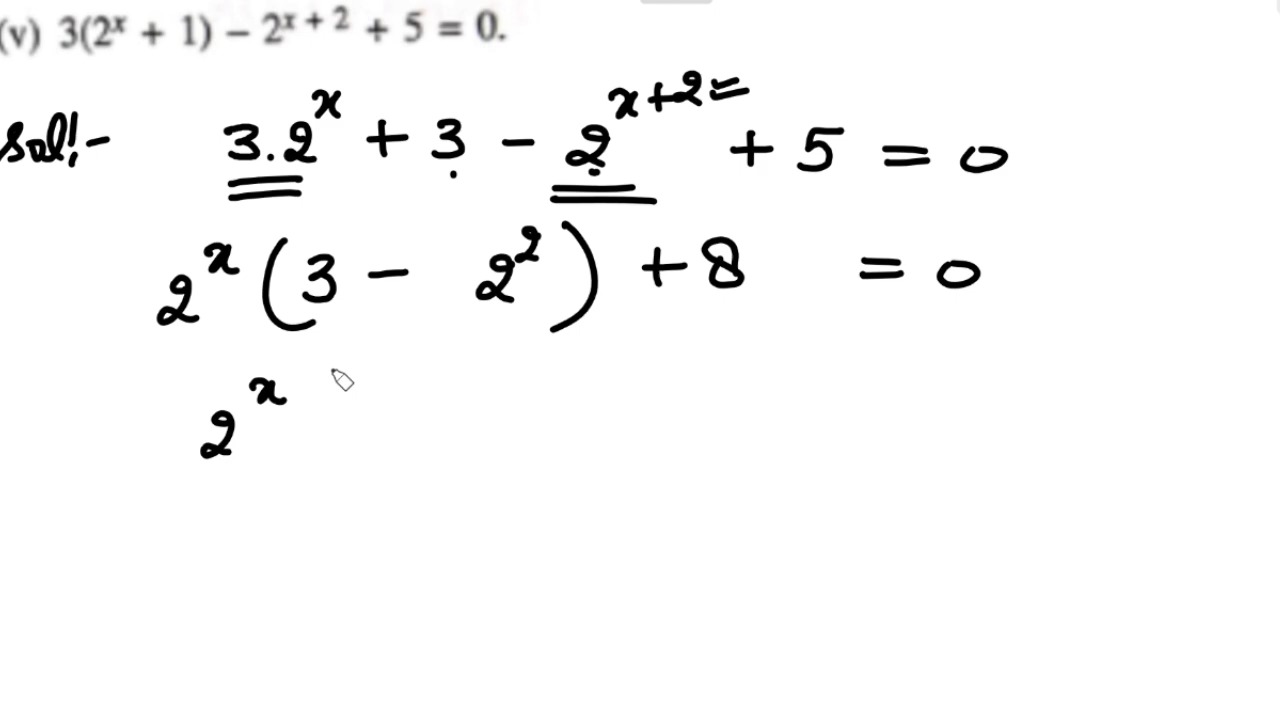 (v) 3(2ˣ + 1) – 2ˣ⁺² + 5 = 0.
Sol!- 3.2ˣ + 3 - 2ˣ⁺² + 5 = 0
2ˣ (3 - 2²) + 8 = 0
2ˣ